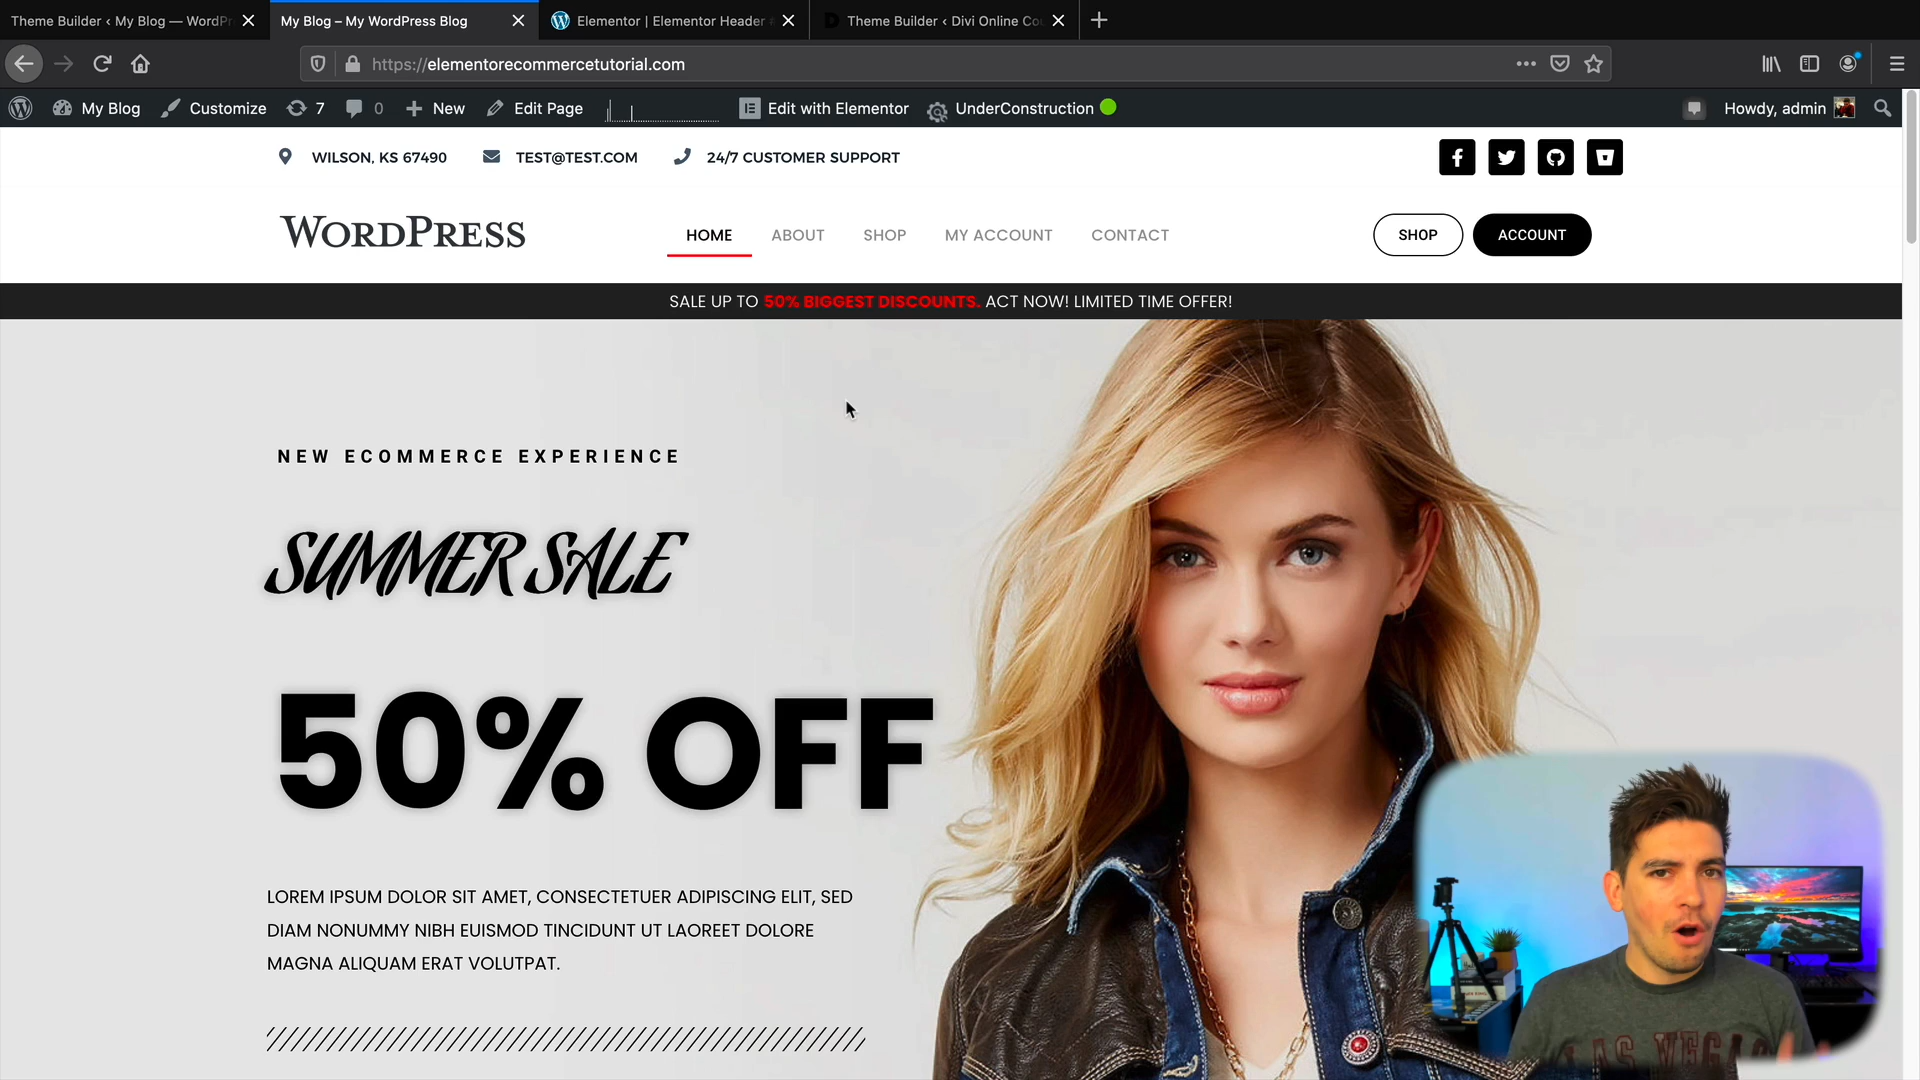 Theme Builder ‹ My Blog — WordPr
My Blog – My WordPress Blog
Elementor | Elementor Header #
Theme Builder ‹ Divi Online Co
https://elementorecommercetutorial.com
My Blog
Customize
7
0
New
Edit Page
Edit with Elementor
UnderConstruction
Howdy, admin
WILSON, KS 67490
TEST@TEST.COM
24/7 CUSTOMER SUPPORT
WORDPRESS
HOME
ABOUT
SHOP
MY ACCOUNT
CONTACT
SHOP
ACCOUNT
SALE UP TO 50% BIGGEST DISCOUNTS. ACT NOW! LIMITED TIME OFFER!
NEW ECOMMERCE EXPERIENCE
SUMMER SALE
50% OFF
LOREM IPSUM DOLOR SIT AMET, CONSECTETUER ADIPISCING ELIT, SED
DIAM NONUMMY NIBH EUISMOD TINCIDUNT UT LAOREET DOLORE
MAGNA ALIQUAM ERAT VOLUTPAT.
LAS VEGAS